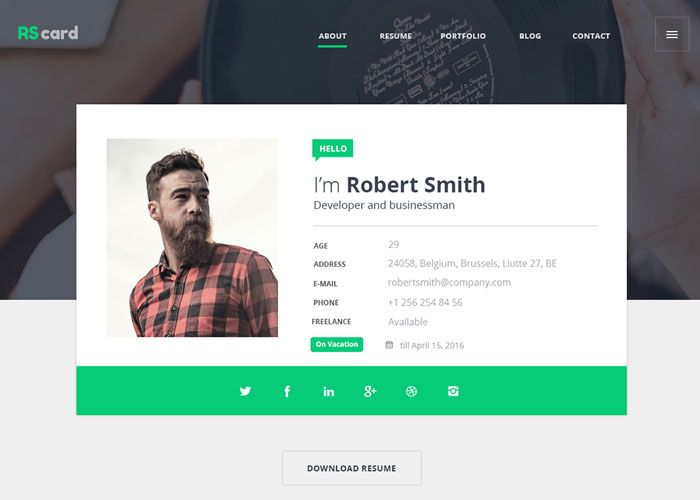 RScard
ABOUT RESUME PORTFOLIO BLOG CONTACT
HELLO
I'm Robert Smith
Developer and businessman
AGE 29
ADDRESS 24058, Belgium, Brussels, Liutte 27, BE
E-MAIL robertsmith@company.com
PHONE +1 256 254 84 56
FREELANCE Available
On Vacation till April 15, 2016
DOWNLOAD RESUME